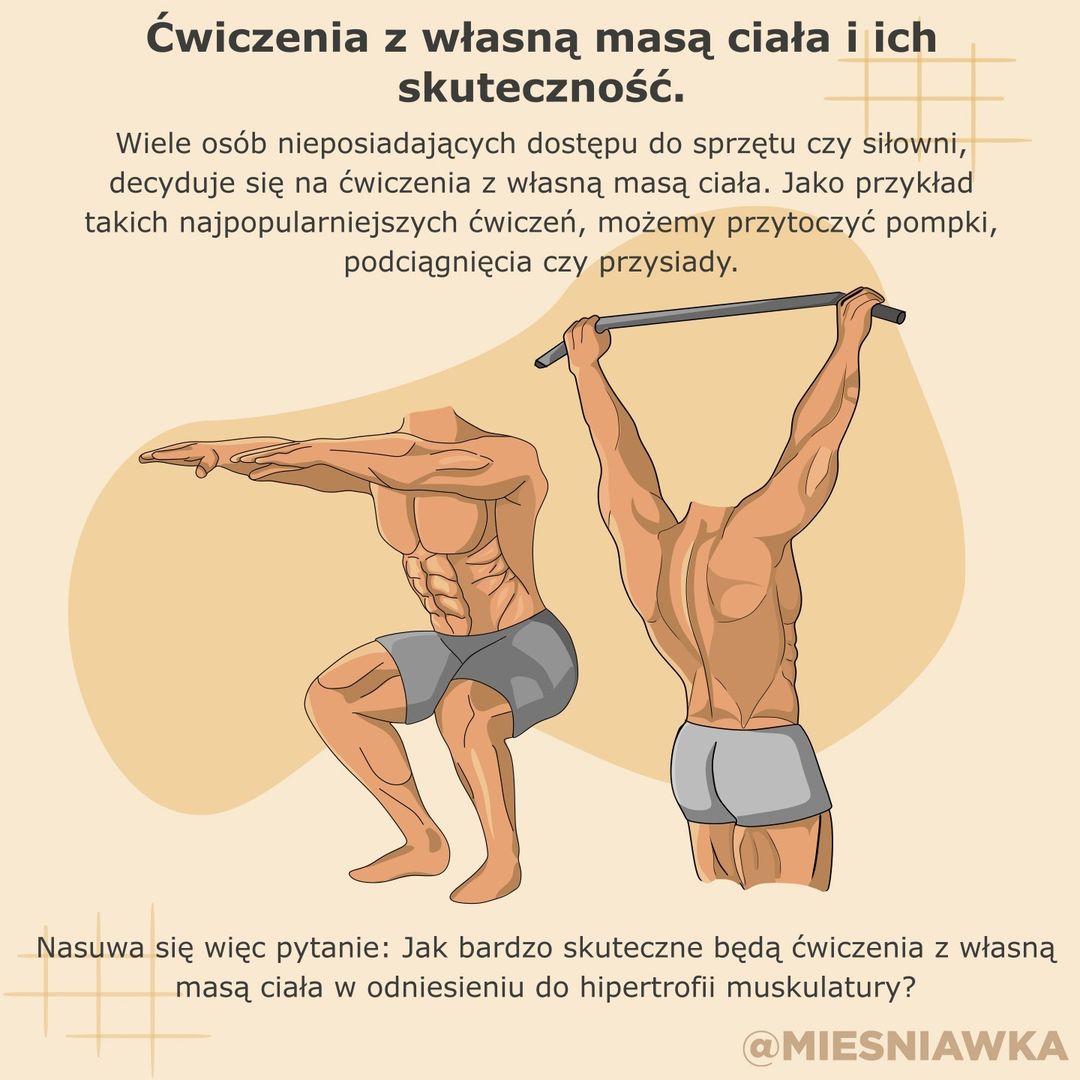 Ćwiczenia z własną masą ciała i ich
skuteczność.
Wiele osób nieposiadających dostępu do sprzętu czy siłowni,
decyduje się na ćwiczenia z własną masą ciała. Jako przykład
takich najpopularniejszych ćwiczeń, możemy przytoczyć pompki,
podciągnięcia czy przysiady.
Nasuwa się więc pytanie: Jak bardzo skuteczne będą ćwiczenia z własną
masą ciała w odniesieniu do hipertrofii muskulatury?
@MIESNIAWKA